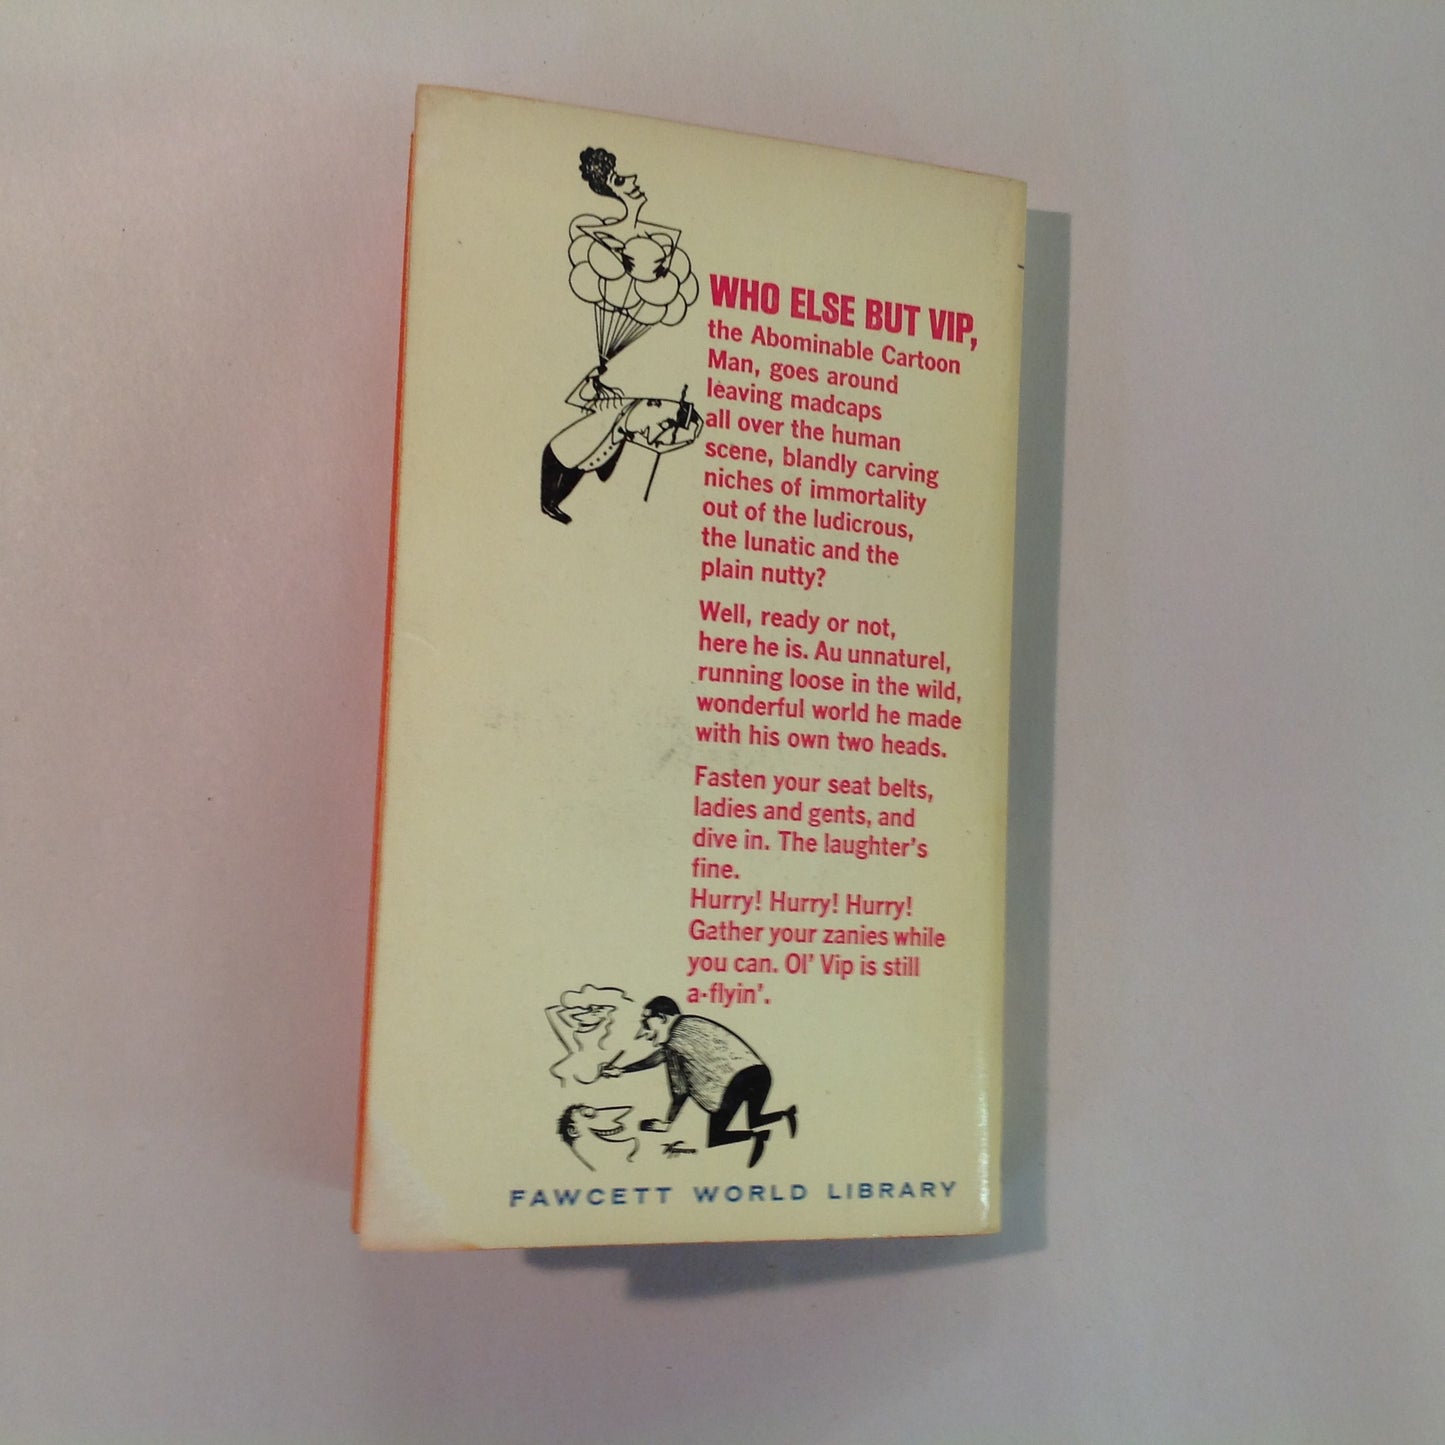 WHO ELSE BUT VIP,
the Abominable Cartoon
Man, goes around
leaving madcaps
all over the human
scene, blandly carving
niches of immortality
out of the ludicrous,
the lunatic and the
plain nutty?
Well, ready or not,
here he is. Au unnaturel,
running loose in the wild,
wonderful world he made
with his own two heads.
Fasten your seat belts,
ladies and gents, and
dive in. The laughter's
fine.
Hurry! Hurry! Hurry!
Gather your zanies while
you can. Ol' Vip is still
a-flyin'.
FAWCETT WORLD LIBRARY